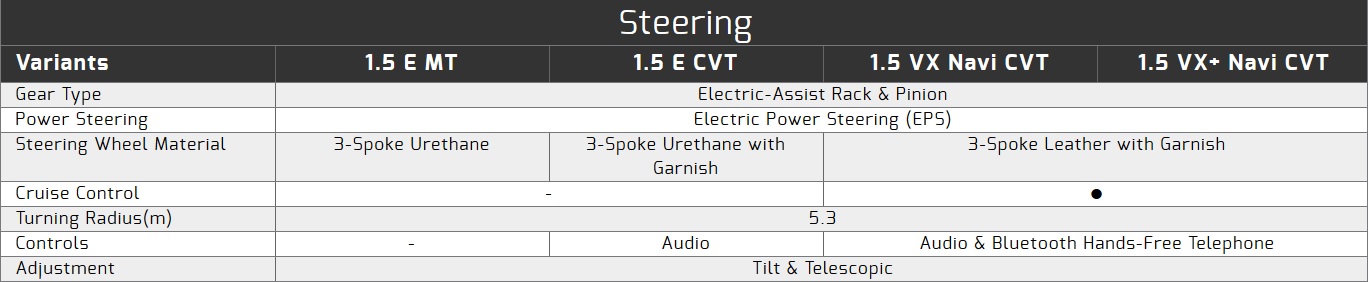 Steering
Variants 1.5 E MT 1.5 E CVT 1.5 VX Navi CVT 1.5 VX+ Navi CVT
Gear Type Electric-Assist Rack & Pinion
Power Steering Electric Power Steering (EPS)
Steering Wheel Material 3-Spoke Urethane 3-Spoke Urethane with 3-Spoke Leather with Garnish
Garnish
Cruise Control - ●
Turning Radius(m) 5.3
Controls - Audio Audio & Bluetooth Hands-Free Telephone
Adjustment Tilt & Telescopic